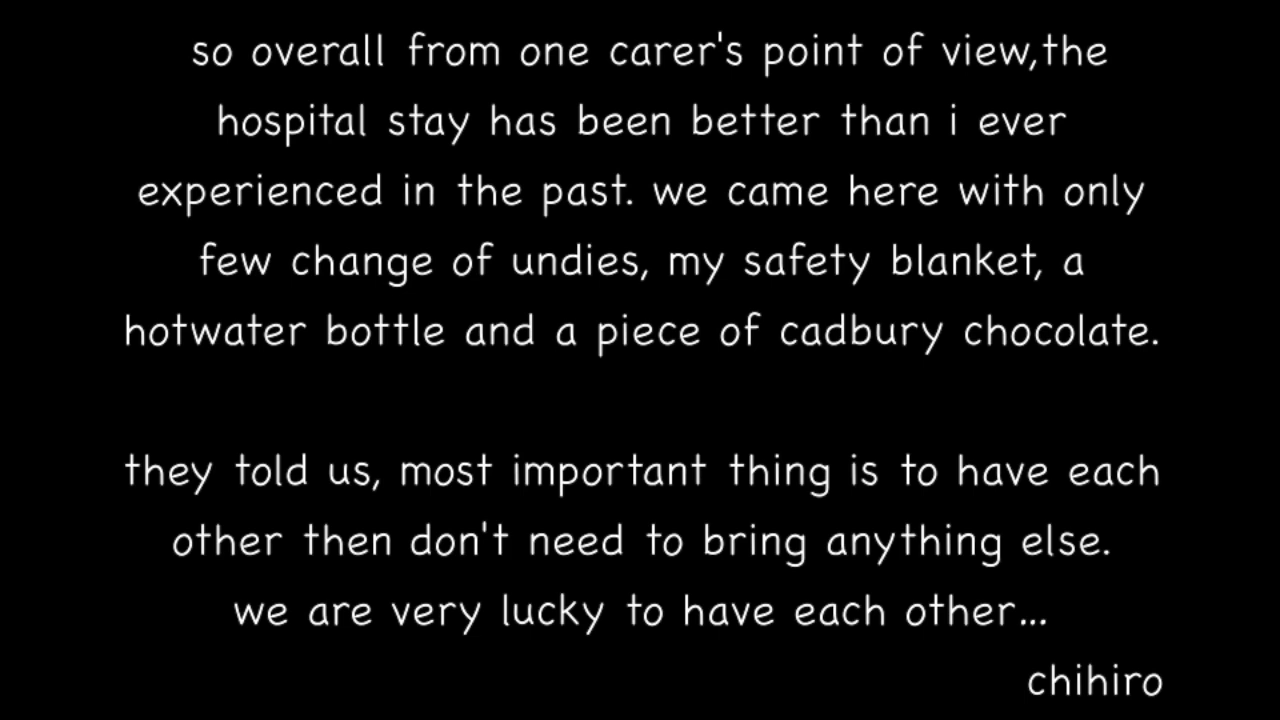 so overall from one carer's point of view,the
hospital stay has been better than i ever
experienced in the past. we came here with only
few change of undies, my safety blanket, a
hotwater bottle and a piece of cadbury chocolate.
they told us, most important thing is to have each
other then don't need to bring anything else.
we are very lucky to have each other...
chihiro